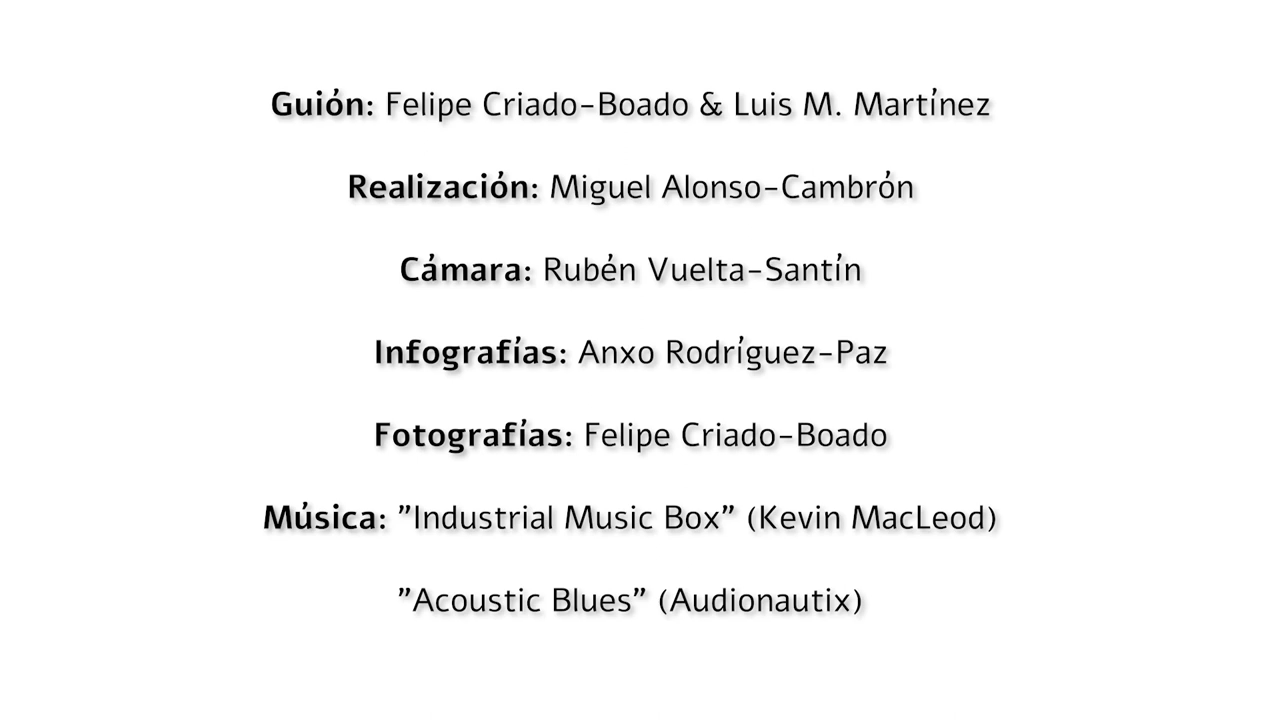 Guión: Felipe Criado-Boado & Luis M. Martínez
Realización: Miguel Alonso-Cambrón
Cámara: Rubén Vuelta-Santín
Infografías: Anxo Rodríguez-Paz
Fotografías: Felipe Criado-Boado
Música: ”Industrial Music Box” (Kevin MacLeod)
”Acoustic Blues” (Audionautix)